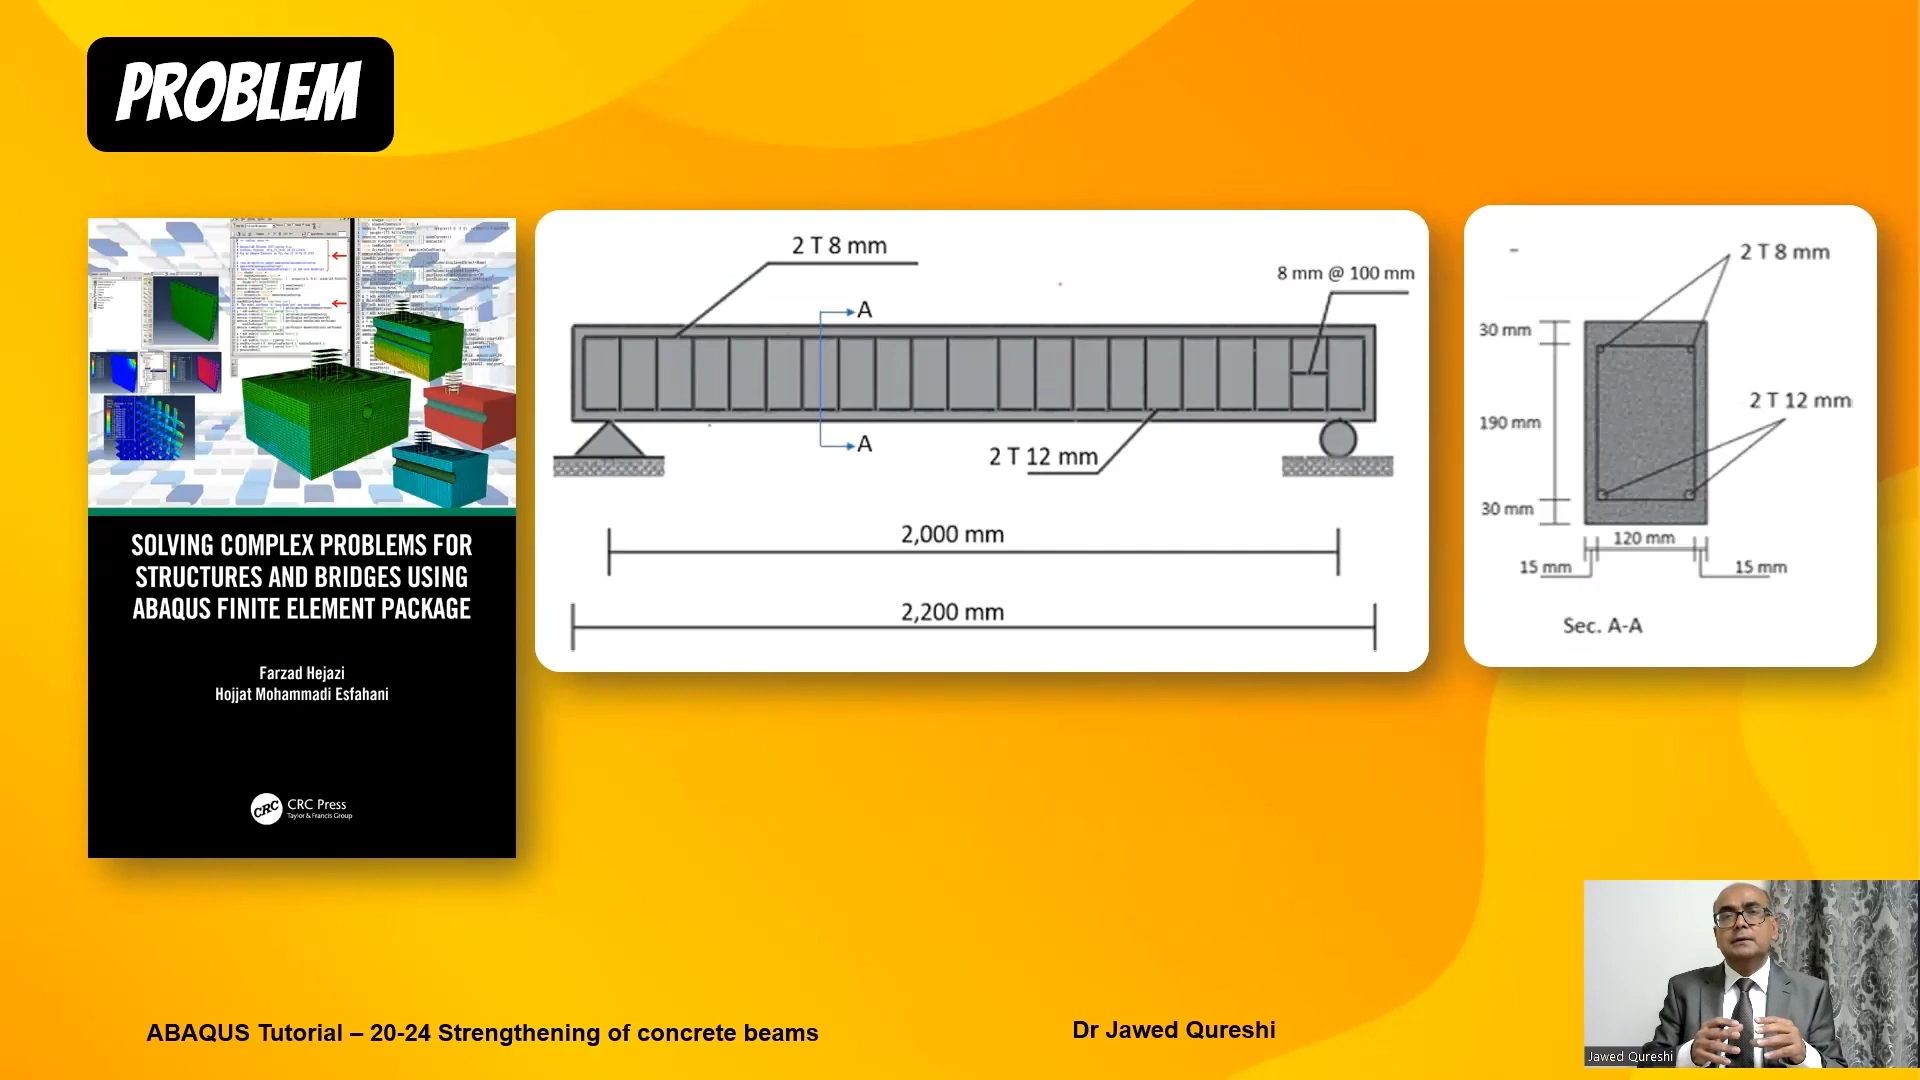 PROBLEM
SOLVING COMPLEX PROBLEMS FOR
STRUCTURES AND BRIDGES USING
ABAQUS FINITE ELEMENT PACKAGE
Farzad Hejazi
Hojjat Mohammadi Esfahani
CRC
CRC Press
Taylor & Francis Group
2 T 8 mm
8 mm @ 100 mm
A
A
2 T 12 mm
2,000 mm
2,200 mm
2 T 8 mm
30 mm
2 T 12 mm
190 mm
30 mm
120 mm
15 mm
15 mm
Sec. A-A
ABAQUS Tutorial – 20-24 Strengthening of concrete beams
Dr Jawed Qureshi
Jawed Qureshi